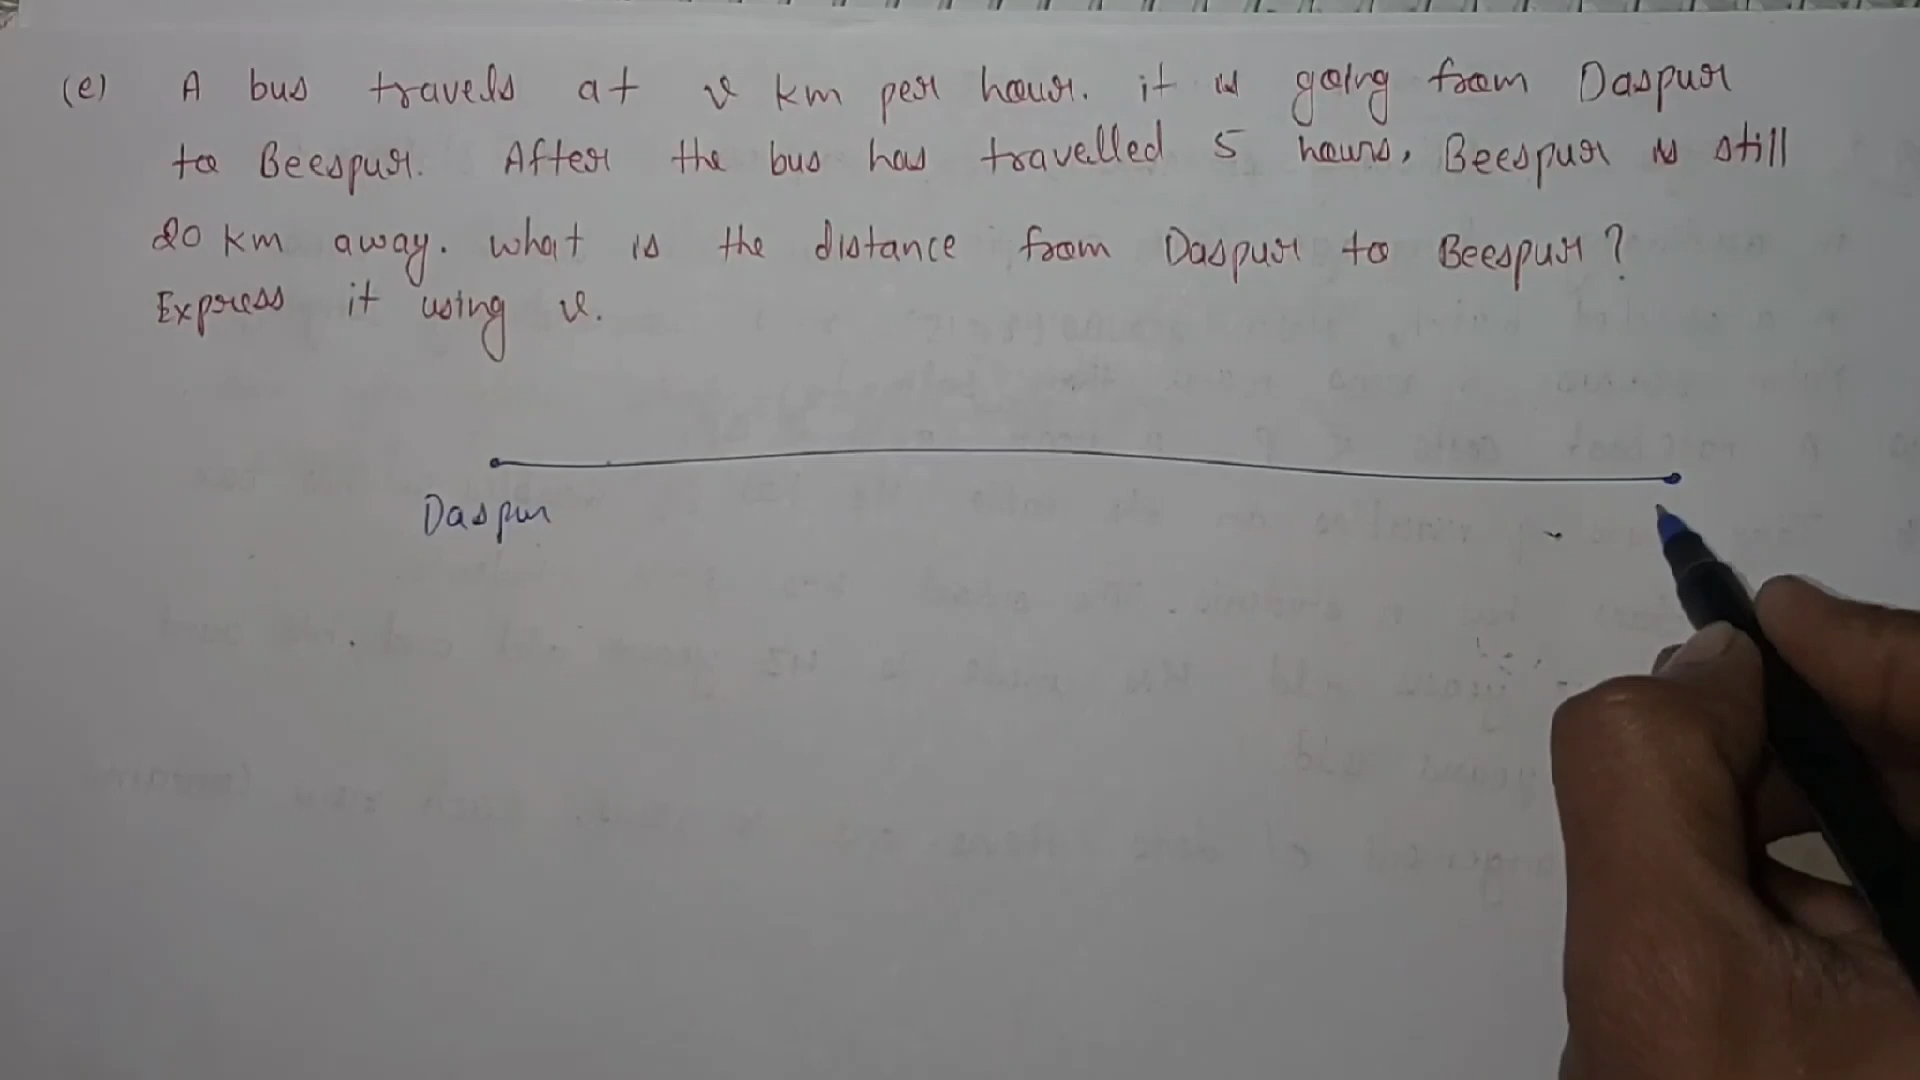 (e) A bus travels at v km per hour. it is going from Daspur
to Beespur. After the bus has travelled 5 hours, Beespur is still
20 km away. what is the distance from Daspur to Beespur?
Express it using v.
Daspur